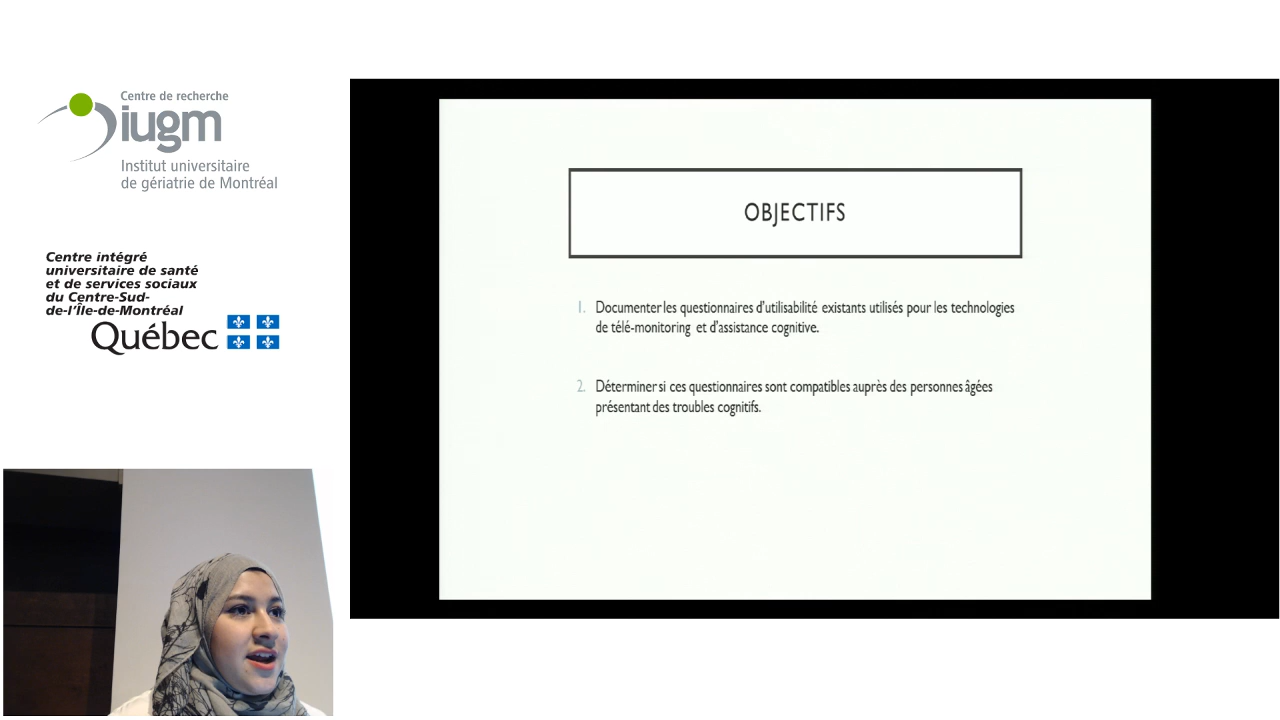 Centre de recherche
iugm
Institut universitaire
de gériatrie de Montréal
Centre intégré
universitaire de santé
et de services sociaux
du Centre-Sud-
de-l'Île-de-Montréal
Québec
OBJECTIFS
1. Documenter les questionnaires d'utilisabilité existants utilisés pour les technologies
de télé-monitoring et d'assistance cognitive.
2. Déterminer si ces questionnaires sont compatibles auprès des personnes âgées
présentant des troubles cognitifs.